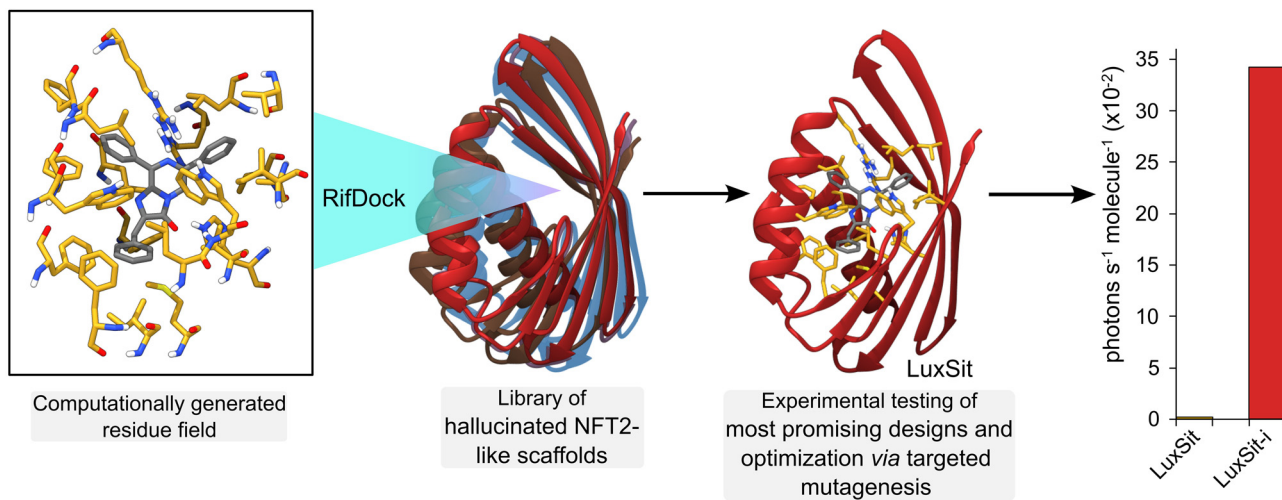 Computationally generated
residue field
RifDock
Library of
hallucinated NFT2-
like scaffolds
LuxSit
Experimental testing of
most promising designs and
optimization via targeted
mutagenesis
photons s⁻¹ molecule⁻¹ (x10⁻²)
35
30
25
20
15
10
5
0
LuxSit
LuxSit-i